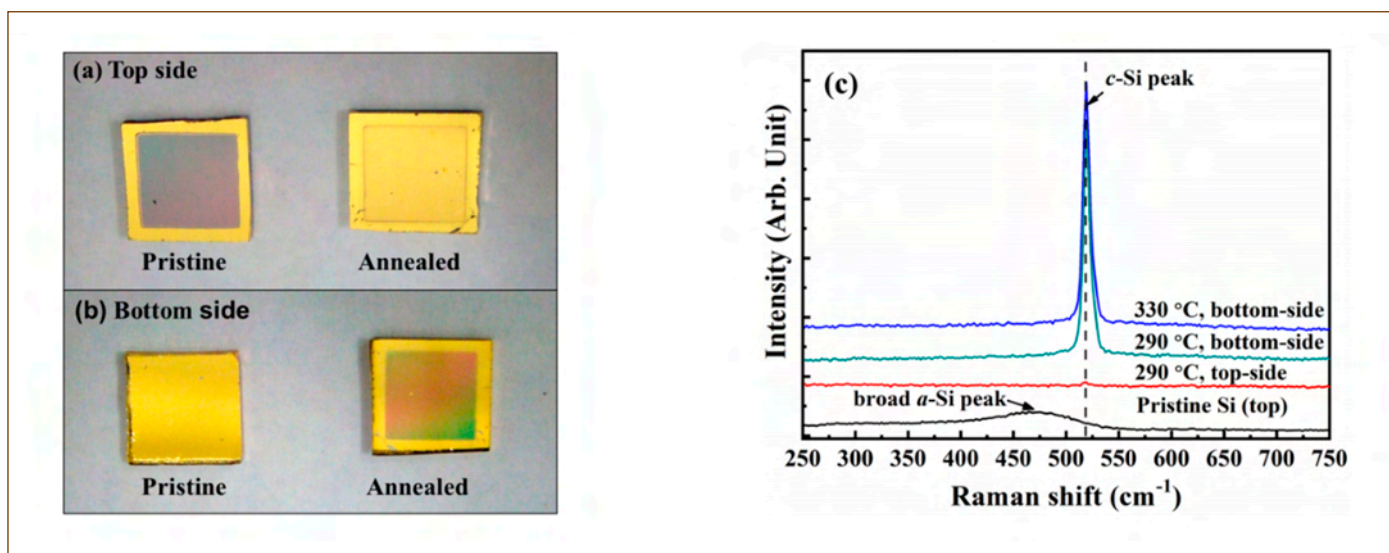 (a) Top side
Pristine
Annealed
(b) Bottom side
Pristine
Annealed
(c)
c-Si peak
330 °C, bottom-side
290 °C, bottom-side
290 °C, top-side
broad a-Si peak
Pristine Si (top)
Intensity (Arb. Unit)
250 300 350 400 450 500 550 600 650 700 750
Raman shift (cm⁻¹)